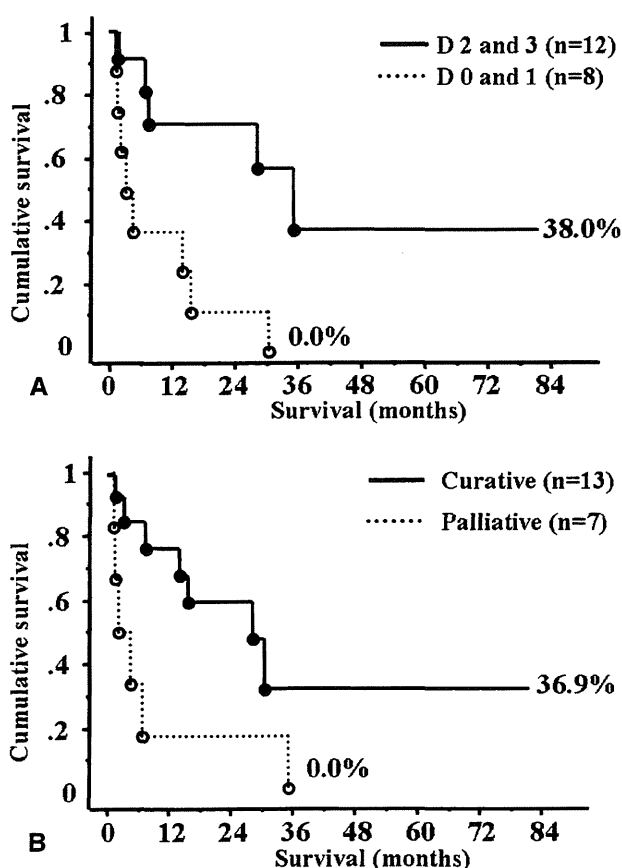 1
.8
.6
.4
.2
0
Cumulative survival
D 2 and 3 (n=12)
D 0 and 1 (n=8)
38.0%
0.0%
A
0 12 24 36 48 60 72 84
Survival (months)
1
.8
.6
.4
.2
0
Cumulative survival
Curative (n=13)
Palliative (n=7)
36.9%
0.0%
B
0 12 24 36 48 60 72 84
Survival (months)